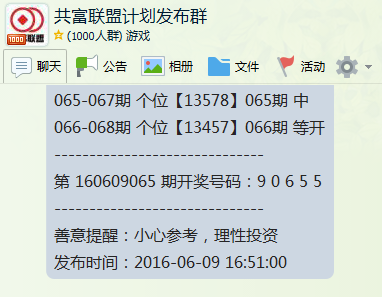 共富联盟计划发布群
1000联盟
(1000人群) 游戏
聊天 公告 相册 文件 活动
065-067期 个位【13578】065期 中
066-068期 个位【13457】066期 等开
------------------------------
第 160609065 期开奖号码：9 0 6 5 5
------------------------------
善意提醒：小心参考，理性投资
发布时间：2016-06-09 16:51:00